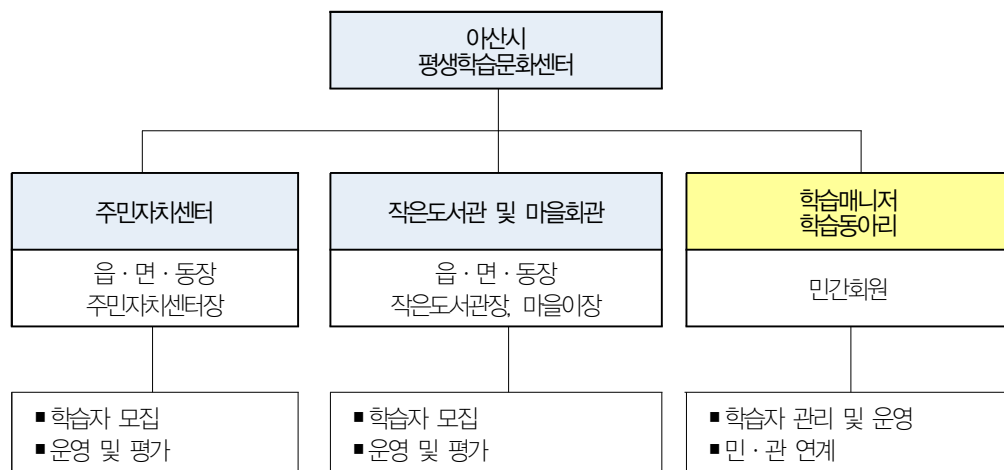 아산시
평생학습문화센터
주민자치센터
읍 · 면 · 동장
주민자치센터장
■ 학습자 모집
■ 운영 및 평가
작은도서관 및 마을회관
읍 · 면 · 동장
작은도서관장, 마을이장
■ 학습자 모집
■ 운영 및 평가
학습매니저
학습동아리
민간회원
■ 학습자 관리 및 운영
■ 민 · 관 연계